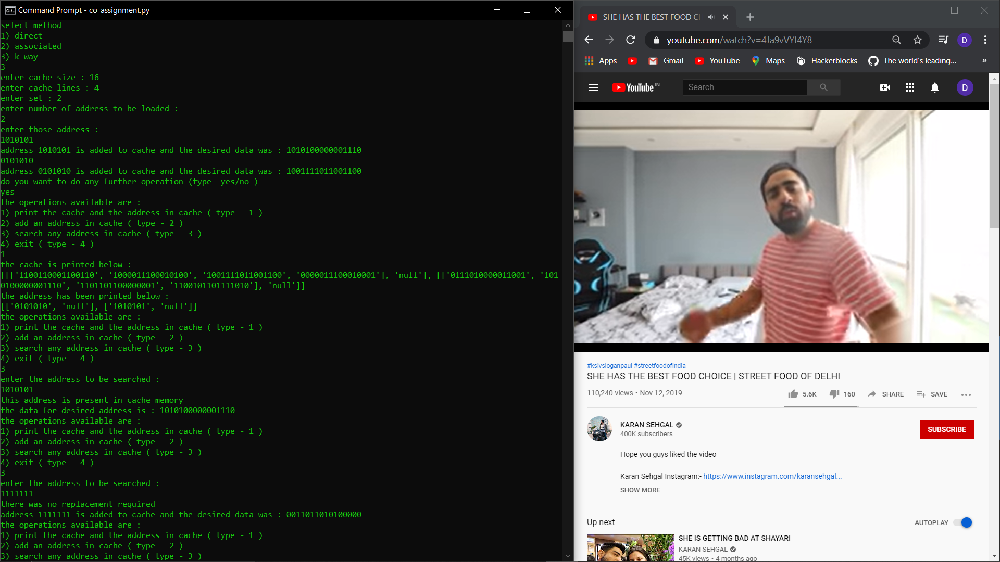 Command Prompt - co_assignment.py
select method
1) direct
2) associated
3) k-way
3
enter cache size : 16
enter cache lines : 4
enter set : 2
enter number of address to be loaded :
2
enter those address :
1010101
address 1010101 is added to cache and the desired data was : 1010100000001110
0101010
address 0101010 is added to cache and the desired data was : 1001111011001100
do you want to do any further operation (type  yes/no )
yes
the operations available are :
1) print the cache and the address in cache ( type - 1 )
2) add an address in cache ( type - 2 )
3) search any address in cache ( type - 3 )
4) exit ( type - 4 )
1
the cache is printed below :
[[['1100110001100110', '1000011100010100', '1001111011001100', '0000011100010001'], 'null'], [['0111010000011001', '101
0100000001110', '1101101100000001', '1100101101111010'], 'null']]
the address has been printed below :
[['0101010', 'null'], ['1010101', 'null']]
the operations available are :
1) print the cache and the address in cache ( type - 1 )
2) add an address in cache ( type - 2 )
3) search any address in cache ( type - 3 )
4) exit ( type - 4 )
3
enter the address to be searched :
1010101
this address is present in cache memory
the data for desired address is : 1010100000001110
the operations available are :
1) print the cache and the address in cache ( type - 1 )
2) add an address in cache ( type - 2 )
3) search any address in cache ( type - 3 )
4) exit ( type - 4 )
3
enter the address to be searched :
1111111
there was no replacement required
address 1111111 is added to cache and the desired data was : 0011011010100000
the operations available are :
1) print the cache and the address in cache ( type - 1 )
2) add an address in cache ( type - 2 )
3) search any address in cache ( type - 3 )
SHE HAS THE BEST FOOD CH
youtube.com/watch?v=4Ja9vVYf4Y8
D
Apps Gmail YouTube Maps Hackerblocks The world's leading... »
YouTube IN
Search
D
#ksivsloganpaul #streetfoodofIndia
SHE HAS THE BEST FOOD CHOICE | STREET FOOD OF DELHI
110,240 views • Nov 12, 2019
5.6K 160 SHARE SAVE
KARAN SEHGAL
400K subscribers
SUBSCRIBE
Hope you guys liked the video
Karan Sehgal Instagram:- https://www.instagram.com/karansehgal...
SHOW MORE
Up next
AUTOPLAY
SHE IS GETTING BAD AT SHAYARI
KARAN SEHGAL
45K views • 4 months ago